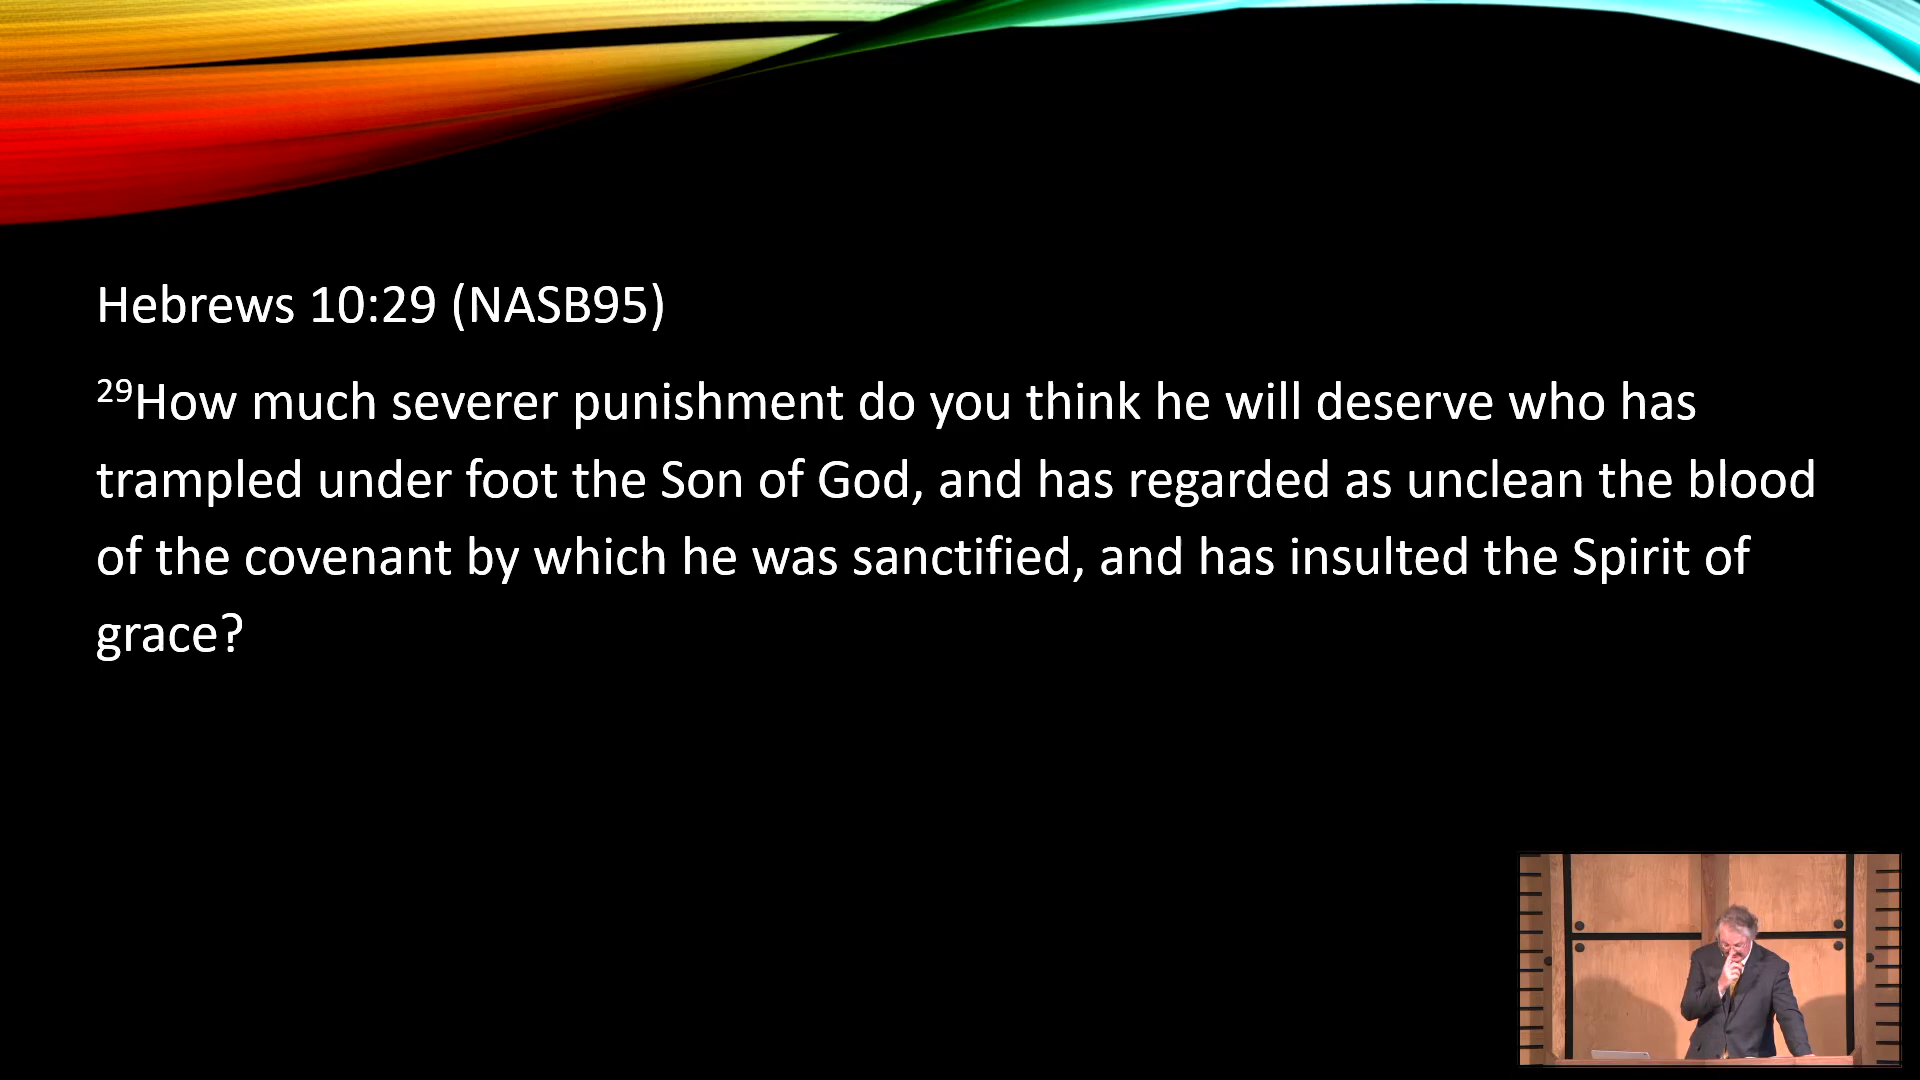 Hebrews 10:29 (NASB95)
29How much severer punishment do you think he will deserve who has
trampled under foot the Son of God, and has regarded as unclean the blood
of the covenant by which he was sanctified, and has insulted the Spirit of
grace?